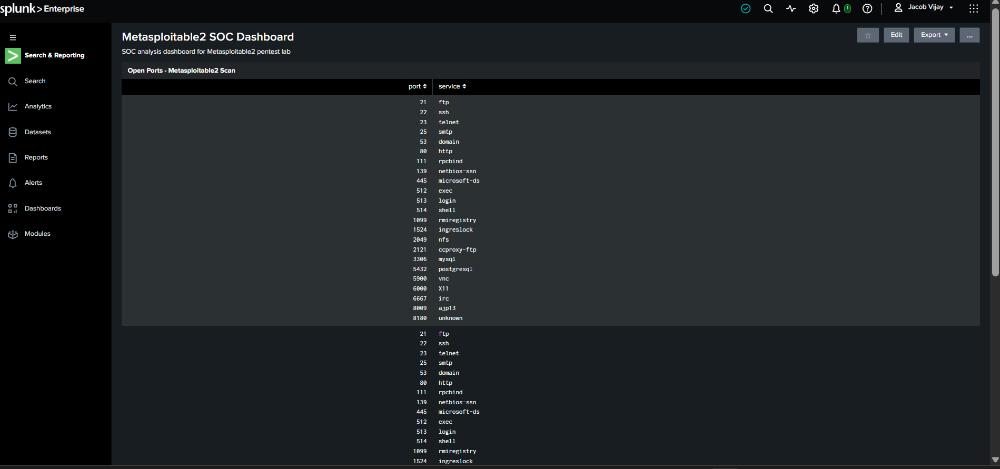 splunk>Enterprise
1
Jacob Vijay
Search & Reporting
Search
Analytics
Datasets
Reports
Alerts
Dashboards
Modules
Metasploitable2 SOC Dashboard
Edit
Export
...
SOC analysis dashboard for Metasploitable2 pentest lab
Open Ports - Metasploitable2 Scan
port service
21 ftp
22 ssh
23 telnet
25 smtp
53 domain
80 http
111 rpcbind
139 netbios-ssn
445 microsoft-ds
512 exec
513 login
514 shell
1099 rmiregistry
1524 ingreslock
2049 nfs
2121 ccproxy-ftp
3306 mysql
5432 postgresql
5900 vnc
6000 X11
6667 irc
8009 ajp13
8180 unknown
21 ftp
22 ssh
23 telnet
25 smtp
53 domain
80 http
111 rpcbind
139 netbios-ssn
445 microsoft-ds
512 exec
513 login
514 shell
1099 rmiregistry
1524 ingreslock